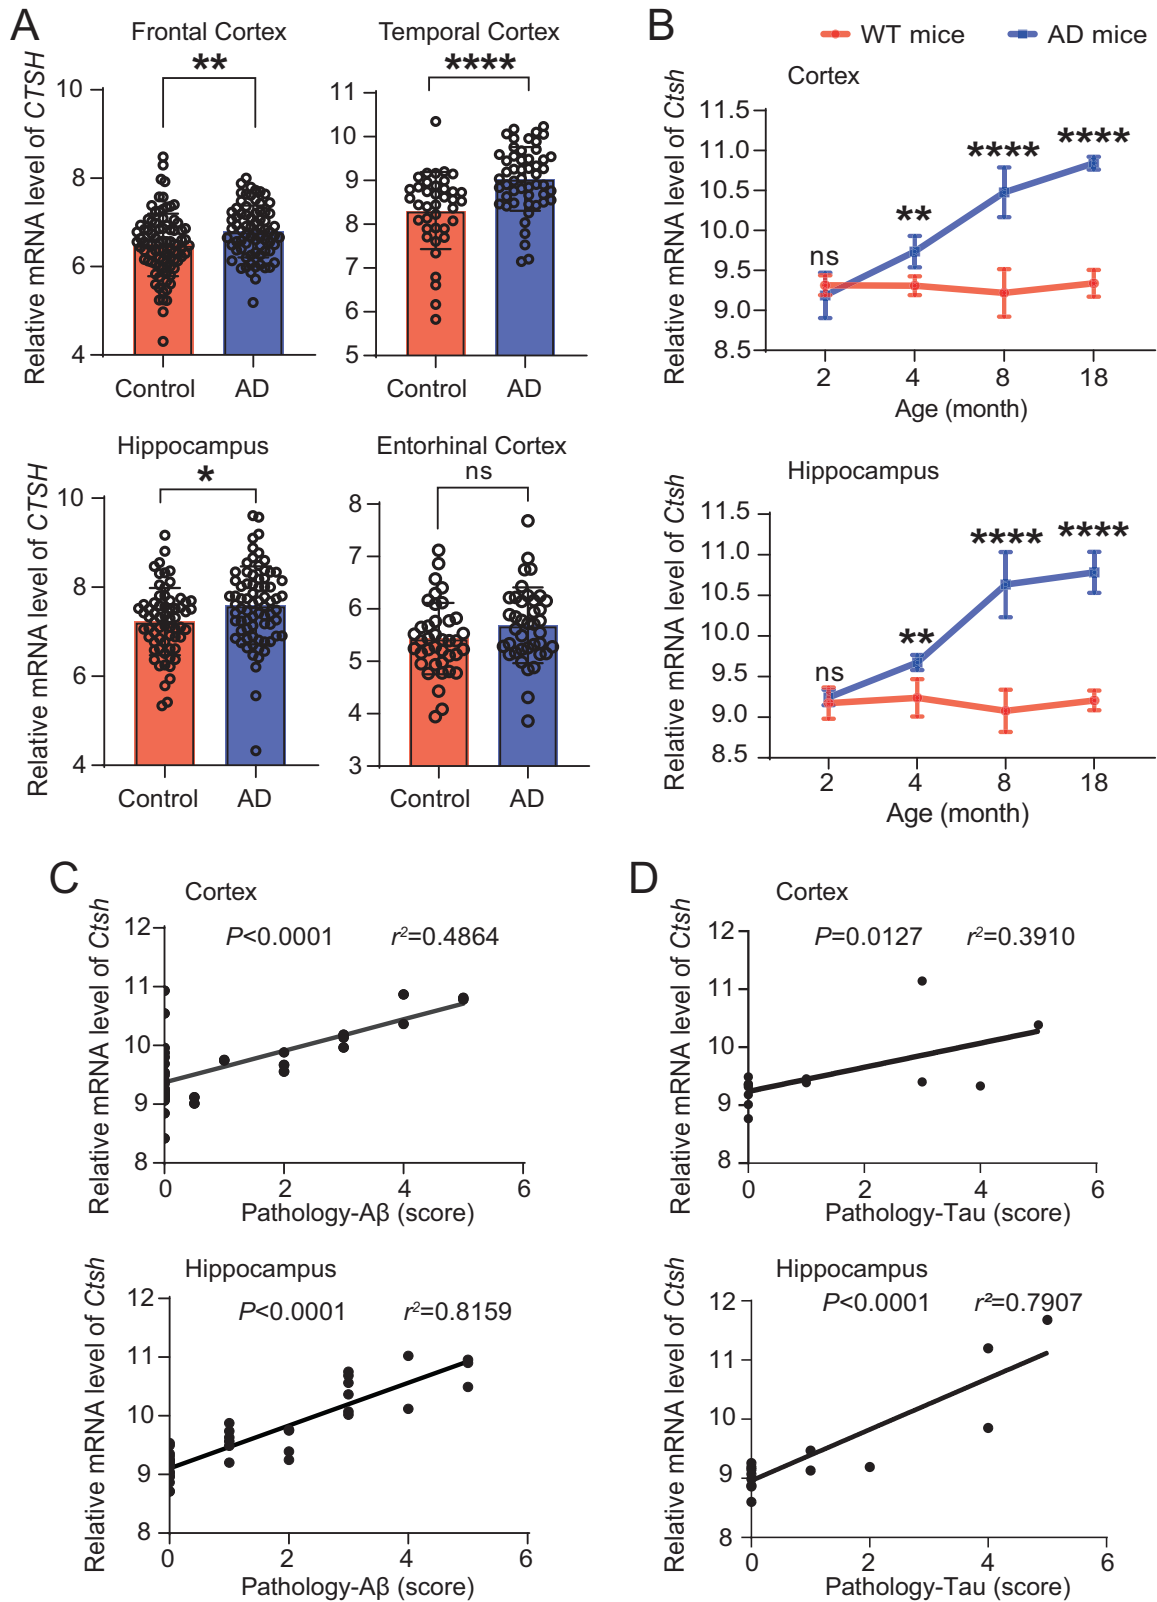 A
Frontal Cortex
**
Relative mRNA level of CTSH
10
8
6
4
Control
AD
Temporal Cortex
****
11
10
9
8
7
6
5
Control
AD
Hippocampus
*
Relative mRNA level of CTSH
10
8
6
4
Control
AD
Entorhinal Cortex
ns
8
7
6
5
4
3
Control
AD
B
WT mice
AD mice
Cortex
Relative mRNA level of Ctsh
11.5
11.0
10.5
10.0
9.5
9.0
8.5
ns
**
****
****
2
4
8
18
Age (month)
Hippocampus
Relative mRNA level of Ctsh
11.5
11.0
10.5
10.0
9.5
9.0
8.5
ns
**
****
****
2
4
8
18
Age (month)
C
Cortex
P<0.0001
r²=0.4864
Relative mRNA level of Ctsh
12
11
10
9
8
0
2
4
6
Pathology-Aβ (score)
Hippocampus
P<0.0001
r²=0.8159
Relative mRNA level of Ctsh
12
11
10
9
8
0
2
4
6
Pathology-Aβ (score)
D
Cortex
P=0.0127
r²=0.3910
Relative mRNA level of Ctsh
12
11
10
9
8
0
2
4
6
Pathology-Tau (score)
Hippocampus
P<0.0001
r²=0.7907
Relative mRNA level of Ctsh
12
11
10
9
8
0
2
4
6
Pathology-Tau (score)